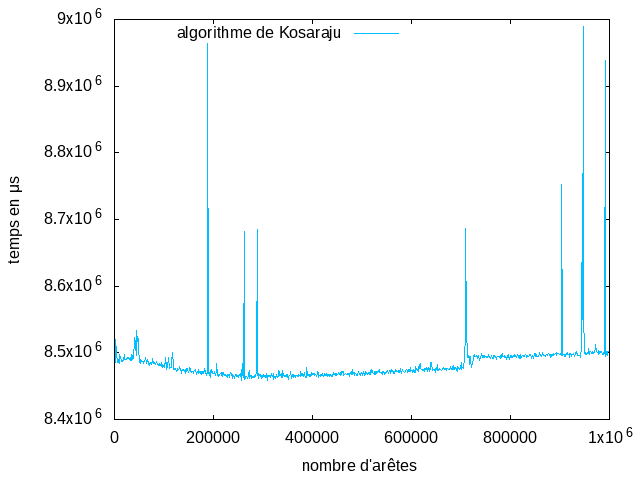 algorithme de Kosaraju
9x10^6
8.9x10^6
8.8x10^6
8.7x10^6
8.6x10^6
8.5x10^6
8.4x10^6
temps en μs
0 200000 400000 600000 800000 1x10^6
nombre d'arêtes